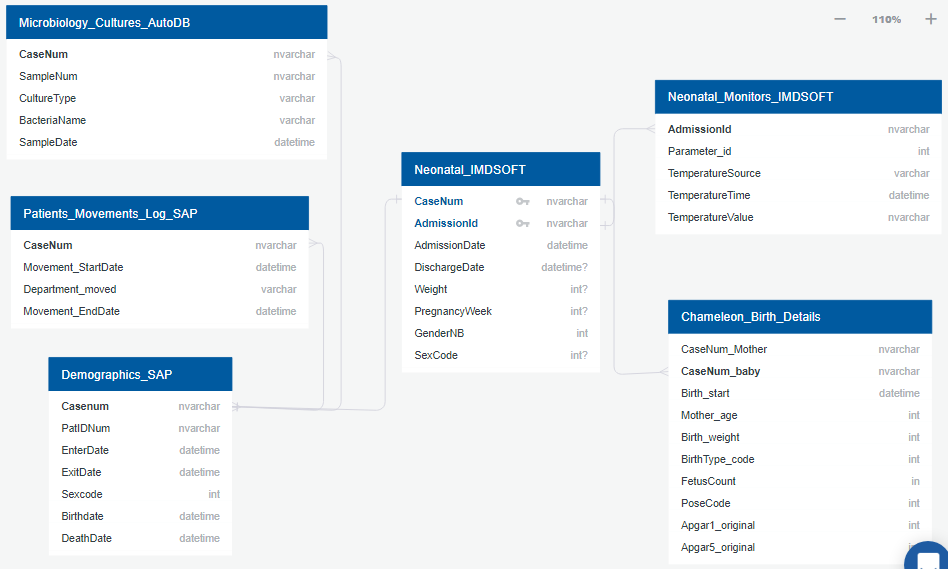 Microbiology_Cultures_AutoDB
CaseNum nvarchar
SampleNum nvarchar
CultureType varchar
BacteriaName varchar
SampleDate datetime
Patients_Movements_Log_SAP
CaseNum nvarchar
Movement_StartDate datetime
Department_moved varchar
Movement_EndDate datetime
Demographics_SAP
Casenum nvarchar
PatIDNum nvarchar
EnterDate datetime
ExitDate datetime
Sexcode int
Birthdate datetime
DeathDate datetime
Neonatal_IMDSOFT
CaseNum nvarchar
AdmissionId nvarchar
AdmissionDate datetime
DischargeDate datetime?
Weight int?
PregnancyWeek int?
GenderNB int
SexCode int?
110%
Neonatal_Monitors_IMDSOFT
AdmissionId nvarchar
Parameter_id int
TemperatureSource varchar
TemperatureTime datetime
TemperatureValue nvarchar
Chameleon_Birth_Details
CaseNum_Mother nvarchar
CaseNum_baby nvarchar
Birth_start datetime
Mother_age int
Birth_weight int
BirthType_code int
FetusCount in
PoseCode int
Apgar1_original int
Apgar5_original